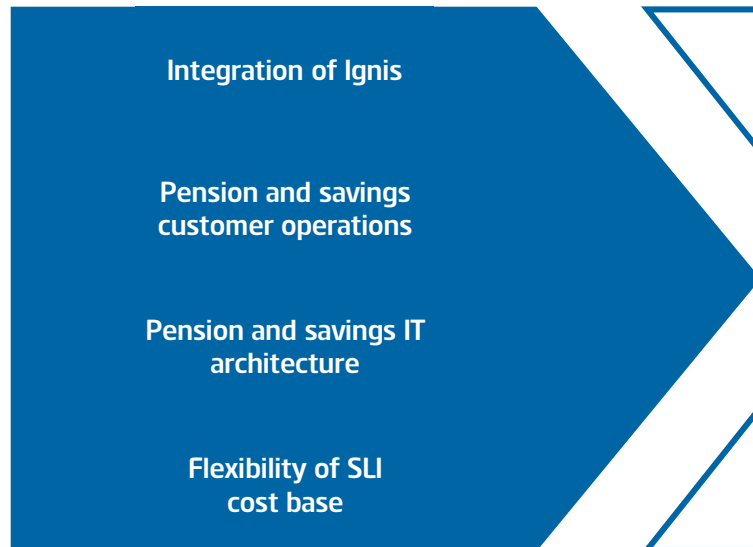 Integration of Ignis
Pension and savings
customer operations
Pension and savings IT
architecture
Flexibility of SLI
cost base